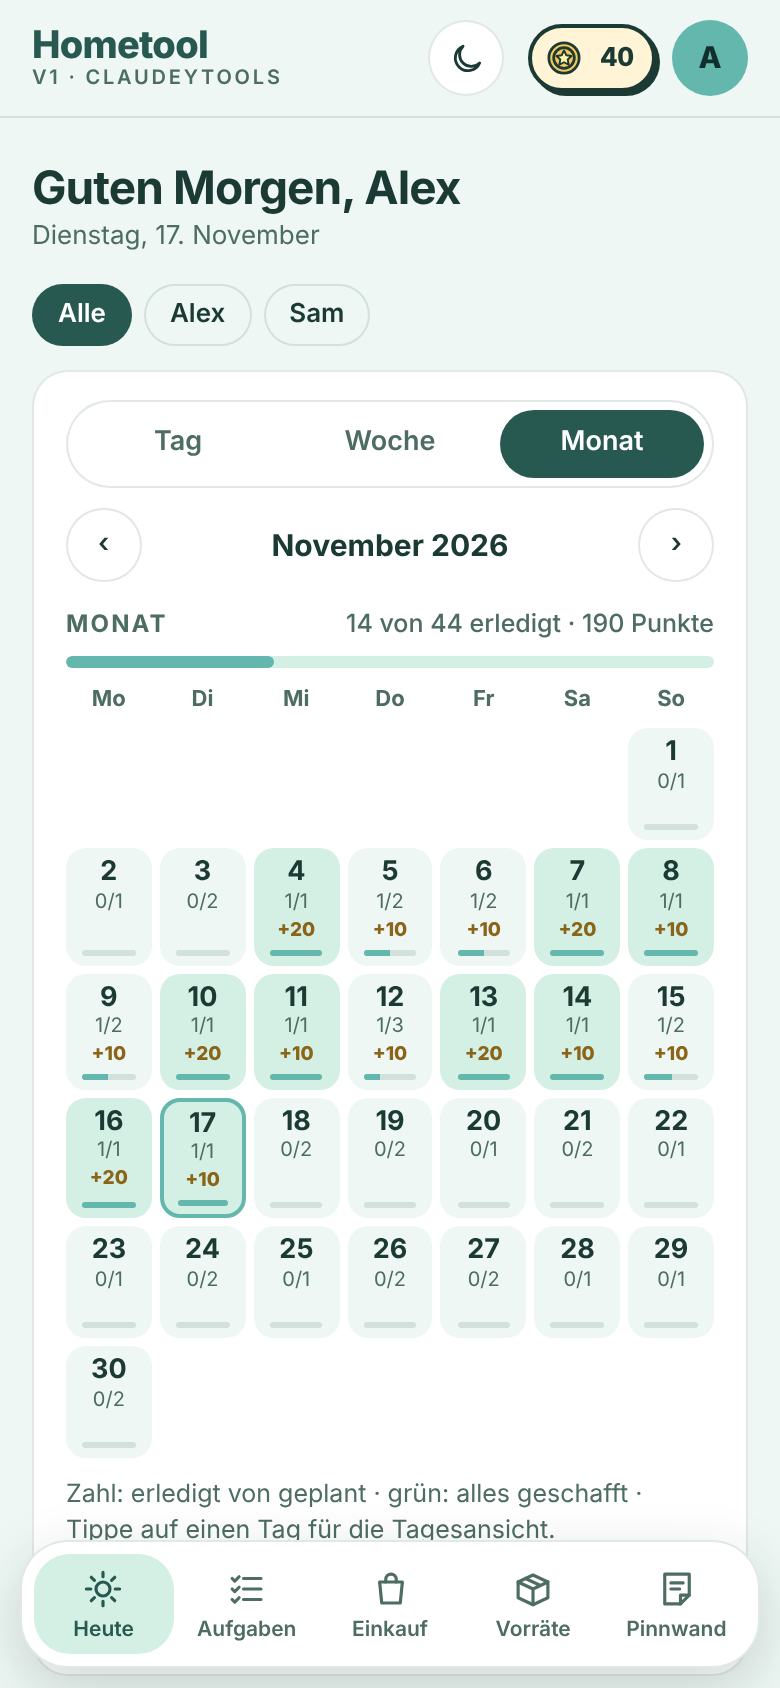 Hometool
V1 · CLAUDEYTOOLS
40
A
Guten Morgen, Alex
Dienstag, 17. November
Alle Alex Sam
Tag Woche Monat
‹ November 2026 ›
MONAT 14 von 44 erledigt · 190 Punkte
Mo Di Mi Do Fr Sa So
1
0/1
2 3 4 5 6 7 8
0/1 0/2 1/1 1/2 1/2 1/1 1/1
+20 +10 +10 +20 +10
9 10 11 12 13 14 15
1/2 1/1 1/1 1/3 1/1 1/1 1/2
+10 +20 +10 +10 +20 +10 +10
16 17 18 19 20 21 22
1/1 1/1 0/2 0/2 0/1 0/2 0/1
+20 +10
23 24 25 26 27 28 29
0/1 0/2 0/1 0/2 0/2 0/1 0/1
30
0/2
Zahl: erledigt von geplant · grün: alles geschafft ·
Tippe auf einen Tag für die Tagesansicht.
Heute Aufgaben Einkauf Vorräte Pinnwand